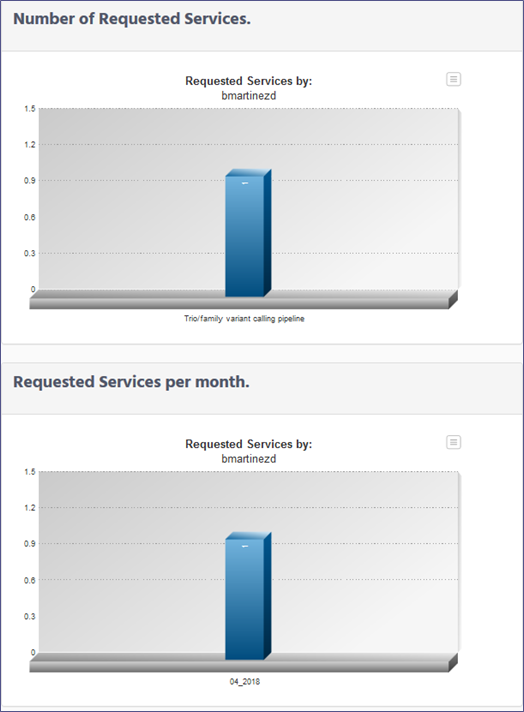 Number of Requested Services.
Requested Services by:
bmartinezd
1.5
1.2
0.9
0.6
0.3
0
Trio/family variant calling pipeline
Requested Services per month.
Requested Services by:
bmartinezd
1.5
1.2
0.9
0.6
0.3
0
04_2018